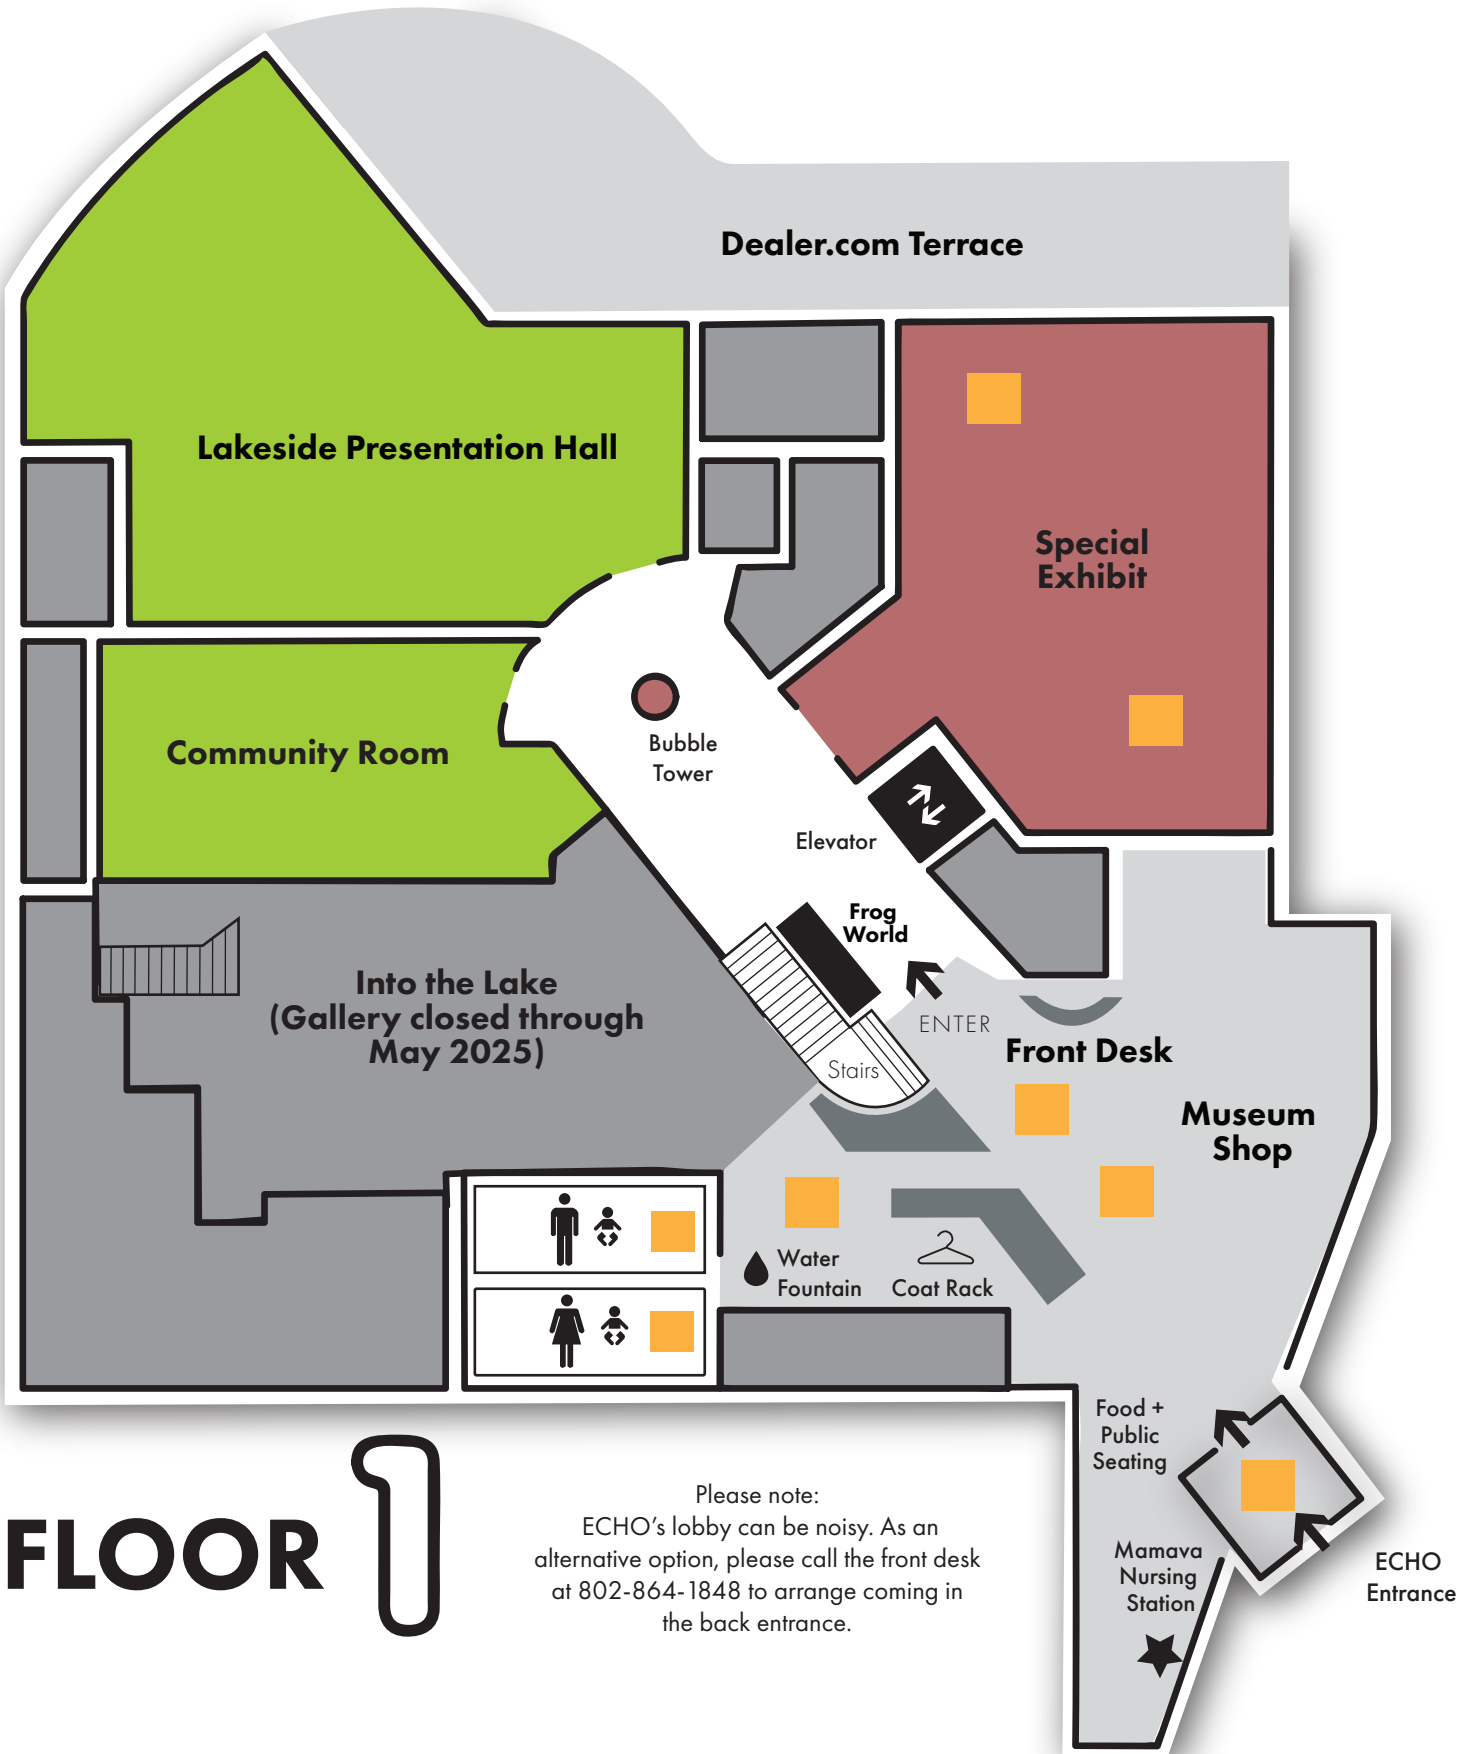 Dealer.com Terrace
Lakeside Presentation Hall
Special
Exhibit
Community Room
Bubble
Tower
Elevator
Frog
World
Into the Lake
(Gallery closed through
May 2025)
ENTER
Front Desk
Stairs
Museum
Shop
Water
Fountain
Coat Rack
Food +
Public
Seating
Mamava
Nursing
Station
ECHO
Entrance
FLOOR 1
Please note:
ECHO’s lobby can be noisy. As an
alternative option, please call the front desk
at 802-864-1848 to arrange coming in
the back entrance.